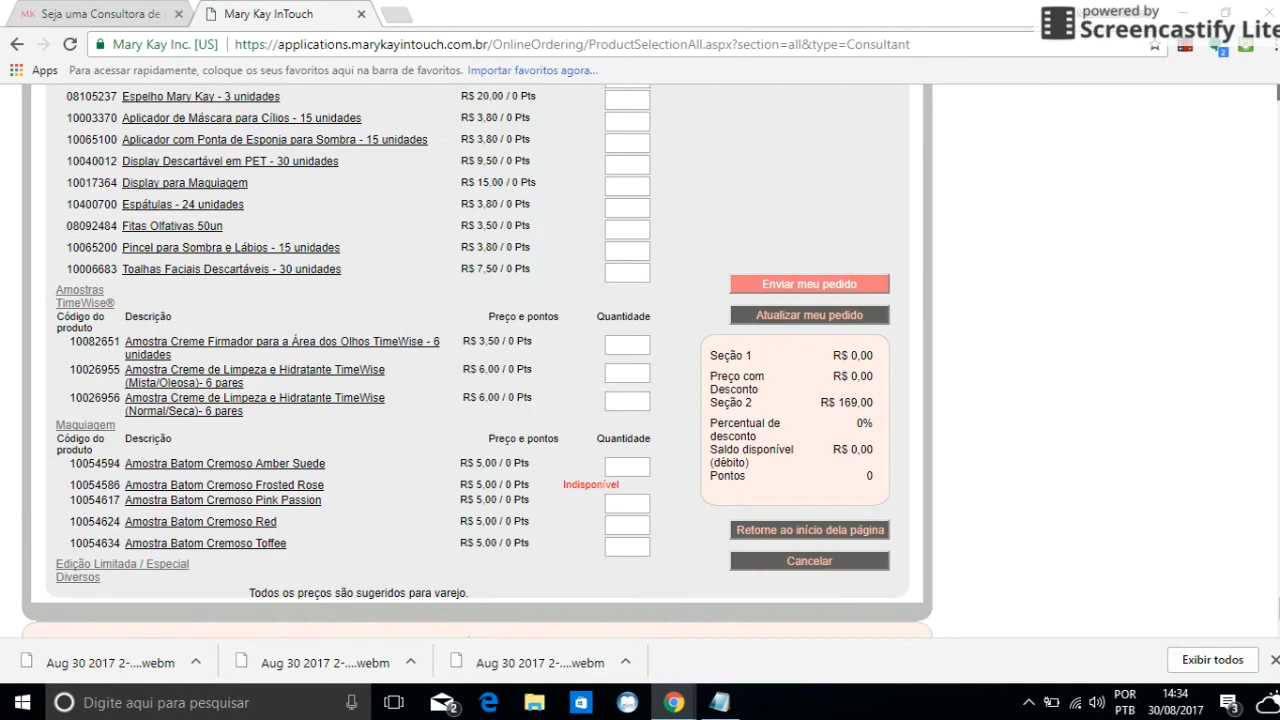 MK Seja uma Consultora de
Mary Kay InTouch
powered by
Screencastify Lite
Mary Kay Inc. [US]
https://applications.marykayintouch.com.br/OnlineOrdering/ProductSelectionAll.aspx?section=all&type=Consultant
2
Apps Para acessar rapidamente, coloque os seus favoritos aqui na barra de favoritos. Importar favoritos agora...
08105237 Espelho Mary Kay - 3 unidades R$ 20,00 / 0 Pts
10003370 Aplicador de Máscara para Cílios - 15 unidades R$ 3,80 / 0 Pts
10065100 Aplicador com Ponta de Esponja para Sombra - 15 unidades R$ 3,80 / 0 Pts
10040012 Display Descartável em PET - 30 unidades R$ 9,50 / 0 Pts
10017364 Display para Maquiagem R$ 15,00 / 0 Pts
10400700 Espátulas - 24 unidades R$ 3,80 / 0 Pts
08092484 Fitas Olfativas 50un R$ 3,50 / 0 Pts
10065200 Pincel para Sombra e Lábios - 15 unidades R$ 3,80 / 0 Pts
10006683 Toalhas Faciais Descartáveis - 30 unidades R$ 7,50 / 0 Pts
Amostras
TimeWise®
Código do
produto
Descrição Preço e pontos Quantidade
10082651 Amostra Creme Firmador para a Área dos Olhos TimeWise - 6
unidades
R$ 3,50 / 0 Pts
10026955 Amostra Creme de Limpeza e Hidratante TimeWise
(Mista/Oleosa)- 6 pares
R$ 6,00 / 0 Pts
10026956 Amostra Creme de Limpeza e Hidratante TimeWise
(Normal/Seca)- 6 pares
R$ 6,00 / 0 Pts
Maquiagem
Código do
produto
Descrição Preço e pontos Quantidade
10054594 Amostra Batom Cremoso Amber Suede R$ 5,00 / 0 Pts
10054586 Amostra Batom Cremoso Frosted Rose R$ 5,00 / 0 Pts Indisponível
10054617 Amostra Batom Cremoso Pink Passion R$ 5,00 / 0 Pts
10054624 Amostra Batom Cremoso Red R$ 5,00 / 0 Pts
10054634 Amostra Batom Cremoso Toffee R$ 5,00 / 0 Pts
Edição Limitada / Especial
Diversos
Todos os preços são sugeridos para varejo.
Enviar meu pedido
Atualizar meu pedido
Seção 1 R$ 0,00
Preço com
Desconto
R$ 0,00
Seção 2 R$ 169,00
Percentual de
desconto
0%
Saldo disponível
(débito)
R$ 0,00
Pontos 0
Retorne ao início dela página
Cancelar
Aug 30 2017 2-....webm
Aug 30 2017 2-....webm
Aug 30 2017 2-....webm
Exibir todos
Digite aqui para pesquisar
2
POR
PTB
14:34
30/08/2017
3